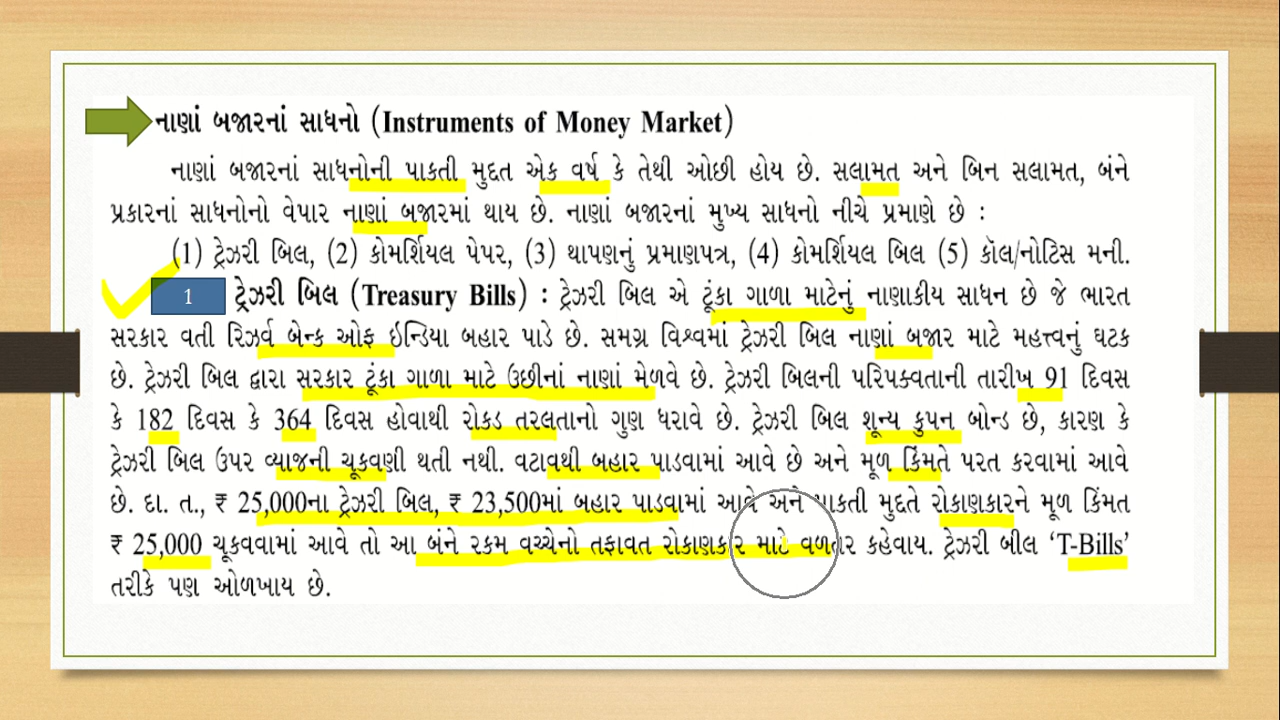 નાણાં બજારનાં સાધનો (Instruments of Money Market)
નાણાં બજારનાં સાધનોની પાકતી મુદ્દત એક વર્ષ કે તેથી ઓછી હોય છે. સલામત અને બિન સલામત, બંને
પ્રકારનાં સાધનોનો વેપાર નાણાં બજારમાં થાય છે. નાણાં બજારનાં મુખ્ય સાધનો નીચે પ્રમાણે છે :
(1) ટ્રેઝરી બિલ, (2) કોમર્શિયલ પેપર, (3) થાપણનું પ્રમાણપત્ર, (4) કોમર્શિયલ બિલ (5) કૉલ/નોટિસ મની.
1 ટ્રેઝરી બિલ (Treasury Bills) : ટ્રેઝરી બિલ એ ટૂંકા ગાળા માટેનું નાણાકીય સાધન છે જે ભારત
સરકાર વતી રિઝર્વ બેન્ક ઓફ ઇન્ડિયા બહાર પાડે છે. સમગ્ર વિશ્વમાં ટ્રેઝરી બિલ નાણાં બજાર માટે મહત્ત્વનું ઘટક
છે. ટ્રેઝરી બિલ દ્વારા સરકાર ટૂંકા ગાળા માટે ઉછીનાં નાણાં મેળવે છે. ટ્રેઝરી બિલની પરિપક્વતાની તારીખ 91 દિવસ
કે 182 દિવસ કે 364 દિવસ હોવાથી રોકડ તરલતાનો ગુણ ધરાવે છે. ટ્રેઝરી બિલ શૂન્ય કુપન બોન્ડ છે, કારણ કે
ટ્રેઝરી બિલ ઉપર વ્યાજની ચૂકવણી થતી નથી. વટાવથી બહાર પાડવામાં આવે છે અને મૂળ કિંમતે પરત કરવામાં આવે
છે. દા. ત., ₹ 25,000ના ટ્રેઝરી બિલ, ₹ 23,500માં બહાર પાડવામાં આવે અને પાકતી મુદ્દતે રોકાણકારને મૂળ કિંમત
₹ 25,000 ચૂકવવામાં આવે તો આ બંને રકમ વચ્ચેનો તફાવત રોકાણકાર માટે વળતર કહેવાય. ટ્રેઝરી બીલ ‘T-Bills’
તરીકે પણ ઓળખાય છે.